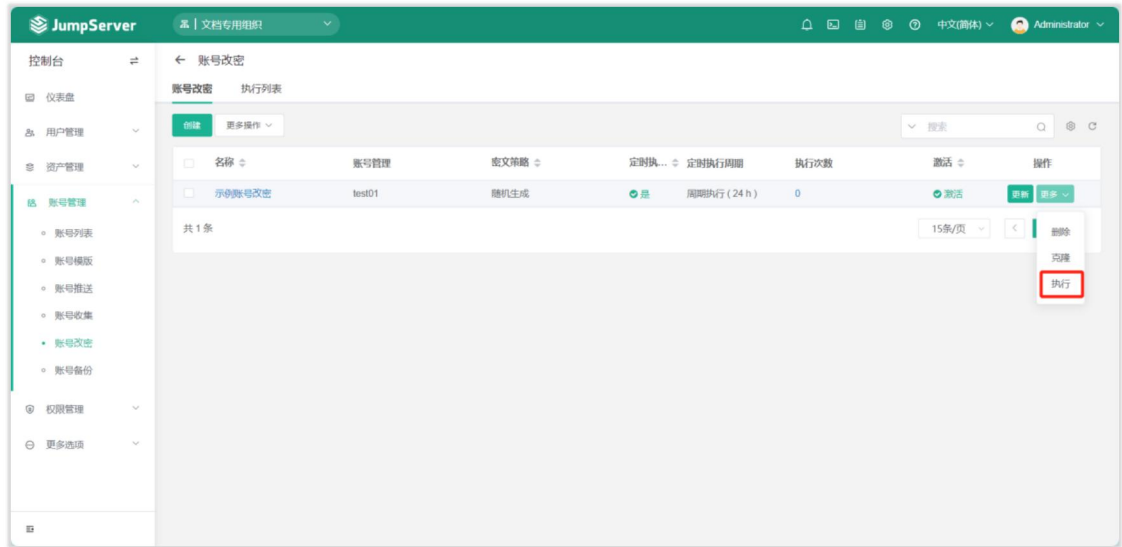 JumpServer 文档专用组织 中文(简体) Administrator
控制台
账号改密
账号改密 执行列表
仪表盘
用户管理
资产管理
账号管理
账号列表
账号模版
账号推送
账号收集
账号改密
账号备份
权限管理
更多选项
创建 更多操作 搜索
名称 账号管理 密文策略 定时执... 定时执行周期 执行次数 激活 操作
示例账号改密 test01 随机生成 是 周期执行 ( 24 h ) 0 激活 更新 更多
共 1 条 15条/页
删除
克隆
执行